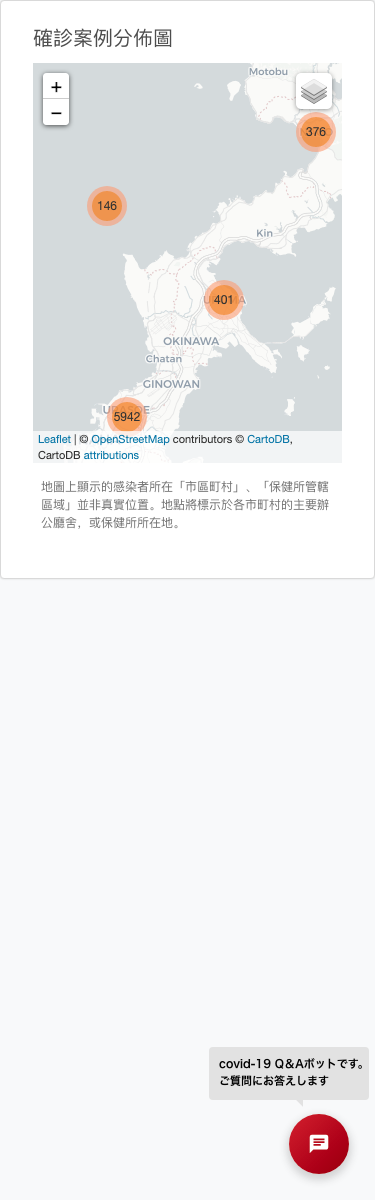 確診案例分佈圖
+
−
Motobu
376
146
Kin
401
OKINAWA
Chatan
GINOWAN
5942
Leaflet | © OpenStreetMap contributors © CartoDB,
CartoDB attributions
地圖上顯示的感染者所在「市區町村」、「保健所管轄
區域」並非真實位置。地點將標示於各市町村的主要辦
公廳舍，或保健所所在地。
covid-19 Q&Aボットです。
ご質問にお答えします